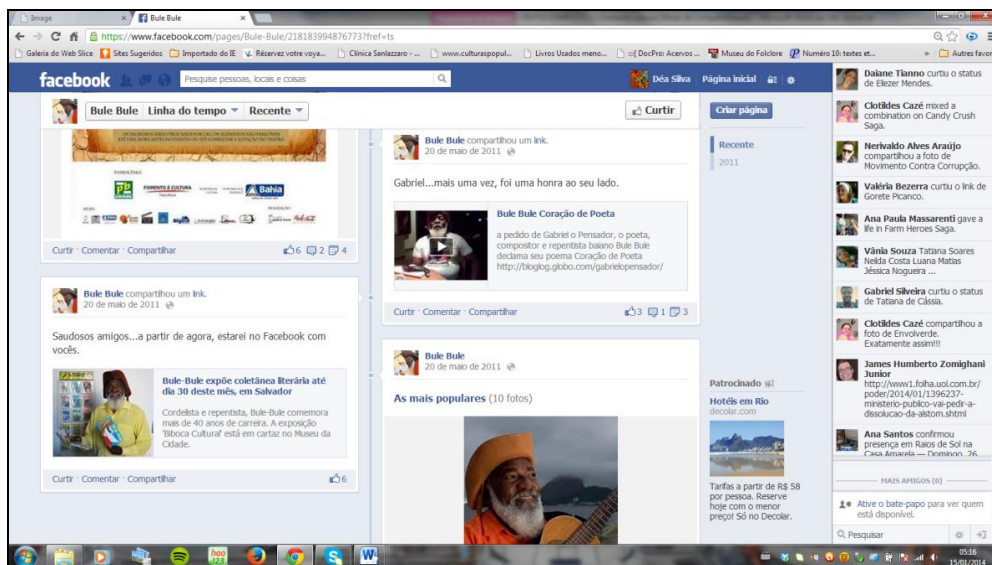 Image
Bule Bule
https://www.facebook.com/pages/Bule-Bule/218183994876773?fref=ts
Galeria do Web Slice
Sites Sugeridos
Importado do IE
Réservez votre voya...
Clínica Sanlazzaro - ...
www.culturaspopul...
Livros Usados meno...
DocPro: Acervos ...
Museu do Folclore
Numéro 10: textes et...
»
Autres favor
facebook
Pesquise pessoas, locais e coisas
Déa Silva
Página inicial
Bule Bule
Linha do tempo
Recente
Curtir
PATROCÍNIO
FOMENTO À CULTURA
Bahia
Curtir · Comentar · Compartilhar
6 2 4
Bule Bule compartilhou um link.
20 de maio de 2011
Saudosos amigos...a partir de agora, estarei no Facebook com
vocês.
Bule-Bule expõe coletânea literária até
dia 30 deste mês, em Salvador
Cordelista e repentista, Bule-Bule comemora
mais de 40 anos de carreira. A exposição
'Biboca Cultural' está em cartaz no Museu da
Cidade.
Curtir · Comentar · Compartilhar
6
Bule Bule compartilhou um link.
20 de maio de 2011
Gabriel...mais uma vez, foi uma honra ao seu lado.
Bule Bule Coração de Poeta
a pedido de Gabriel o Pensador, o poeta,
compositor e repentista baiano Bule Bule
declama seu poema Coração de Poeta
http://bloglog.globo.com/gabrielopensador/
Curtir · Comentar · Compartilhar
3 1 3
Bule Bule
20 de maio de 2011
As mais populares (10 fotos)
Criar página
Recente
2011
Patrocinado
Hotéis em Rio
decolar.com
Tarifas a partir de R$ 58
por pessoa. Reserve
hoje com o menor
preço! Só no Decolar.
Daiane Tianno curtiu o status
de Eliezer Mendes.
Clotildes Cazé mixed a
combination on Candy Crush
Saga.
Nerivaldo Alves Araújo
compartilhou a foto de
Movimento Contra Corrupção.
Valéria Bezerra curtiu o link de
Gorete Picanco.
Ana Paula Massarenti gave a
life in Farm Heroes Saga.
Vânia Souza Tatiana Soares
Neilda Costa Luana Matias
Jéssica Nogueira ...
Gabriel Silveira curtiu o status
de Tatiana de Cássia.
Clotildes Cazé compartilhou a
foto de Envolverde.
Exatamente assim!!!
James Humberto Zomighani
Junior
http://www1.folha.uol.com.br/
poder/2014/01/1396237-
ministerio-publico-vai-pedir-a-
dissolucao-da-alstom.shtml
Ana Santos confirmou
presença em Raios de Sol na
Casa Amarela — Domingo, 26
MAIS AMIGOS (0)
Ative o bate-papo para ver quem
está disponível.
Pesquisar
05:16
15/01/2014